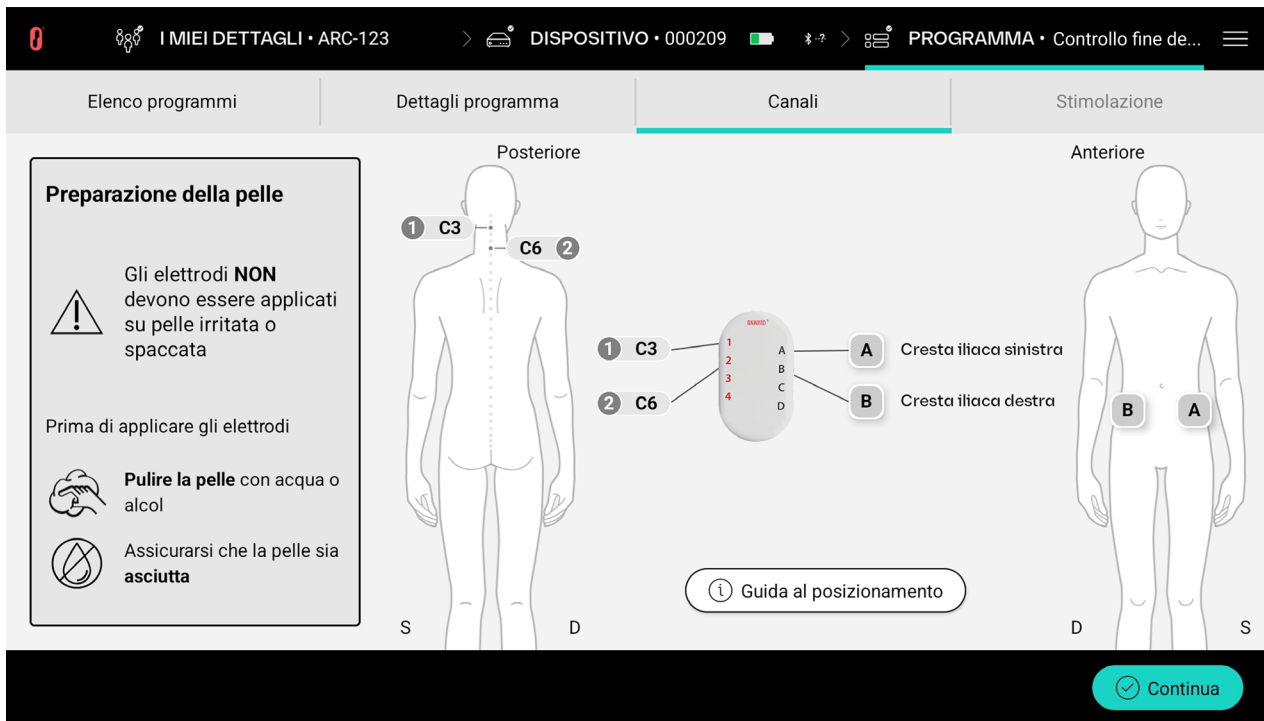 I MIEI DETTAGLI • ARC-123
DISPOSITIVO • 000209
PROGRAMMA • Controllo fine de...
Elenco programmi
Dettagli programma
Canali
Stimolazione
Preparazione della pelle
Gli elettrodi NON
devono essere applicati
su pelle irritata o
spaccata
Prima di applicare gli elettrodi
Pulire la pelle con acqua o
alcol
Assicurarsi che la pelle sia
asciutta
Posteriore
1 C3
C6 2
S
D
1 C3
2 C6
ONWARD
1
2
3
4
A
B
C
D
A Cresta iliaca sinistra
B Cresta iliaca destra
Guida al posizionamento
Anteriore
B
A
D
S
Continua